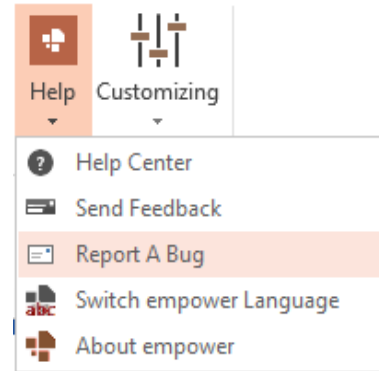 Help Customizing
Help Center
Send Feedback
Report A Bug
abc Switch empower Language
About empower